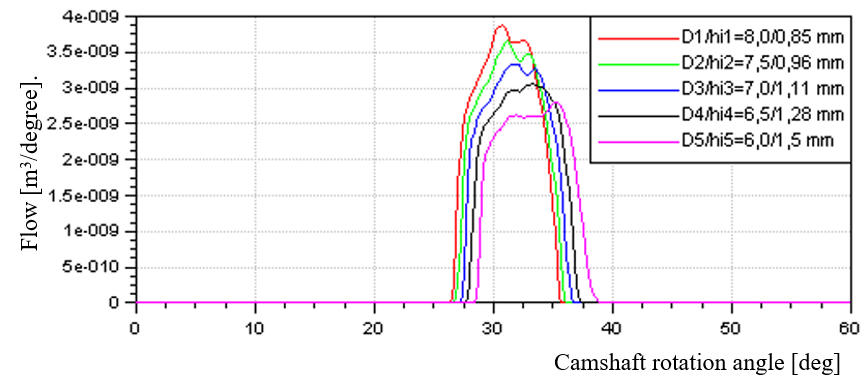 4e-009
3.5e-009
3e-009
2.5e-009
2e-009
1.5e-009
1e-009
5e-010
0
Flow [m³/degree].
D1/hi1=8,0/0,85 mm
D2/hi2=7,5/0,96 mm
D3/hi3=7,0/1,11 mm
D4/hi4=6,5/1,28 mm
D5/hi5=6,0/1,5 mm
0 10 20 30 40 50 60
Camshaft rotation angle [deg]